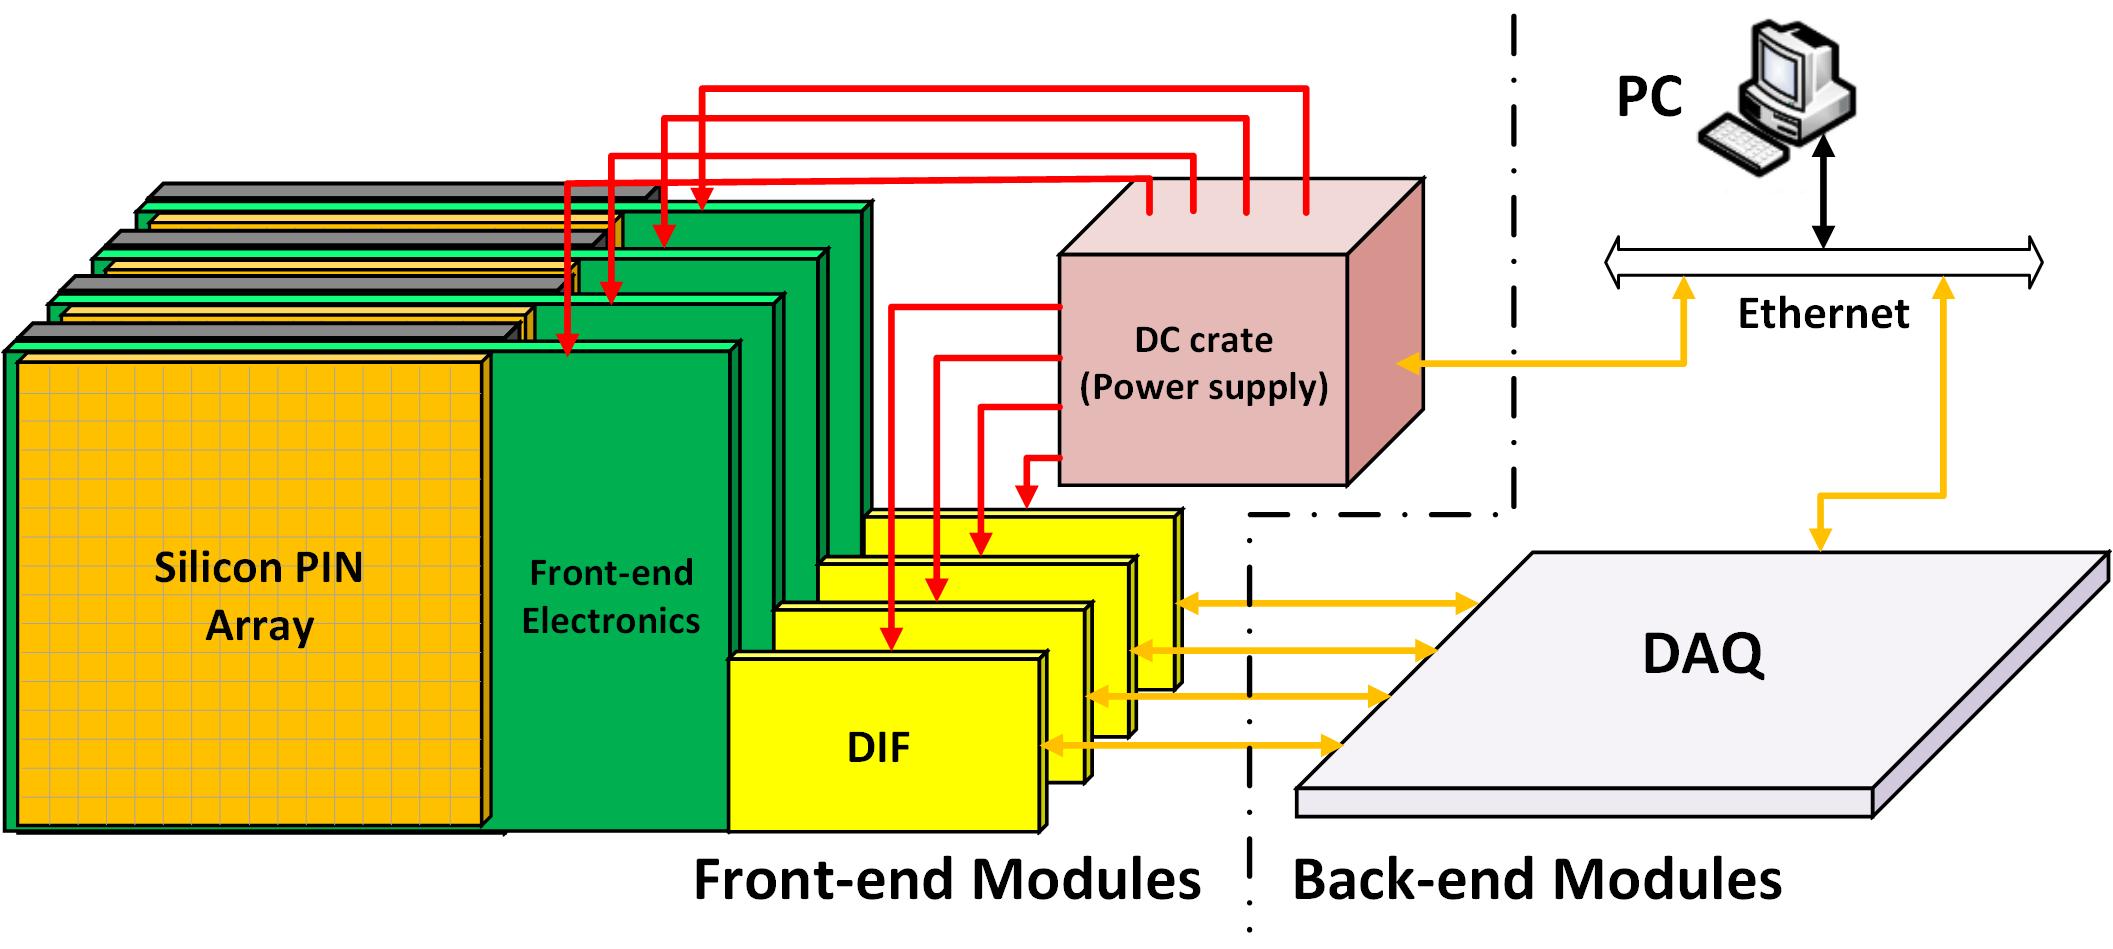 PC
Ethernet
DC crate
(Power supply)
Silicon PIN
Array
Front-end
Electronics
DIF
DAQ
Front-end Modules
Back-end Modules